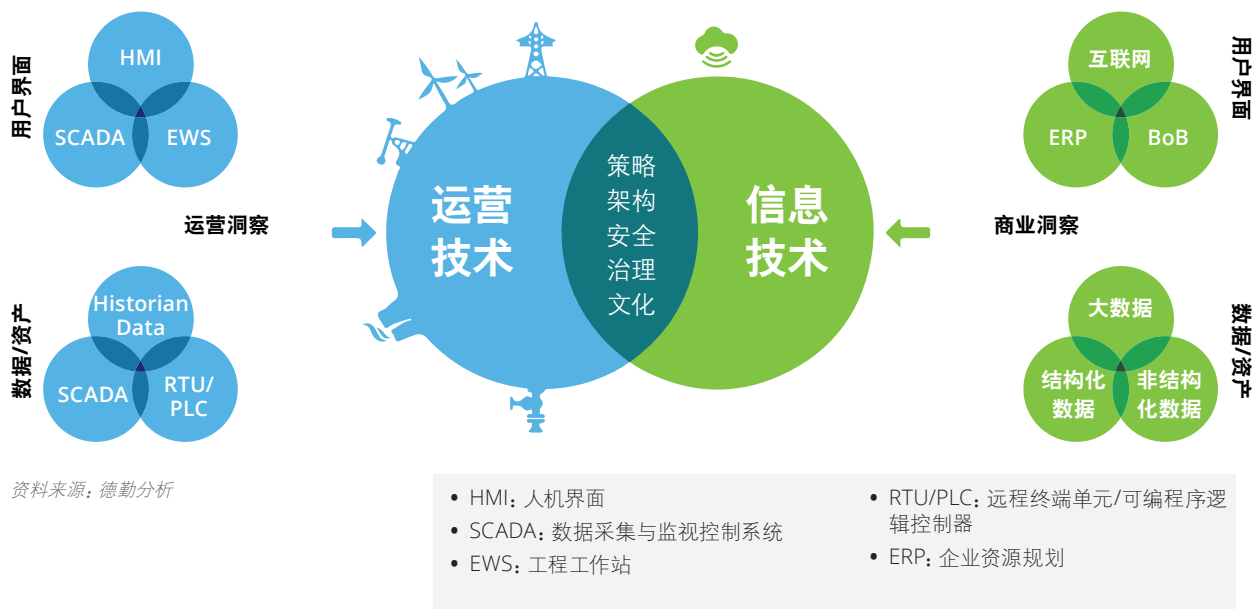 用户界面
HMI
SCADA
EWS
运营洞察
数据/资产
Historian
Data
SCADA
RTU/
PLC
运营
技术
策略
架构
安全
治理
文化
信息
技术
用户界面
互联网
ERP
BoB
商业洞察
数据/资产
大数据
结构化
数据
非结构
化数据
资料来源：德勤分析
• HMI：人机界面
• SCADA：数据采集与监视控制系统
• EWS：工程工作站
• RTU/PLC：远程终端单元/可编程序逻
辑控制器
• ERP：企业资源规划